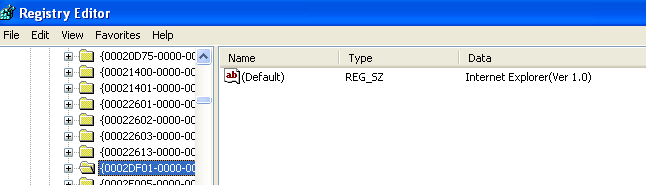 Registry Editor
File Edit View Favorites Help
Name Type Data
{00020D75-0000-00
{00021400-0000-00
ab (Default) REG_SZ Internet Explorer(Ver 1.0)
{00021401-0000-00
{00022601-0000-00
{00022602-0000-00
{00022603-0000-00
{00022613-0000-00
{0002DF01-0000-00
{0002E005-0000-00